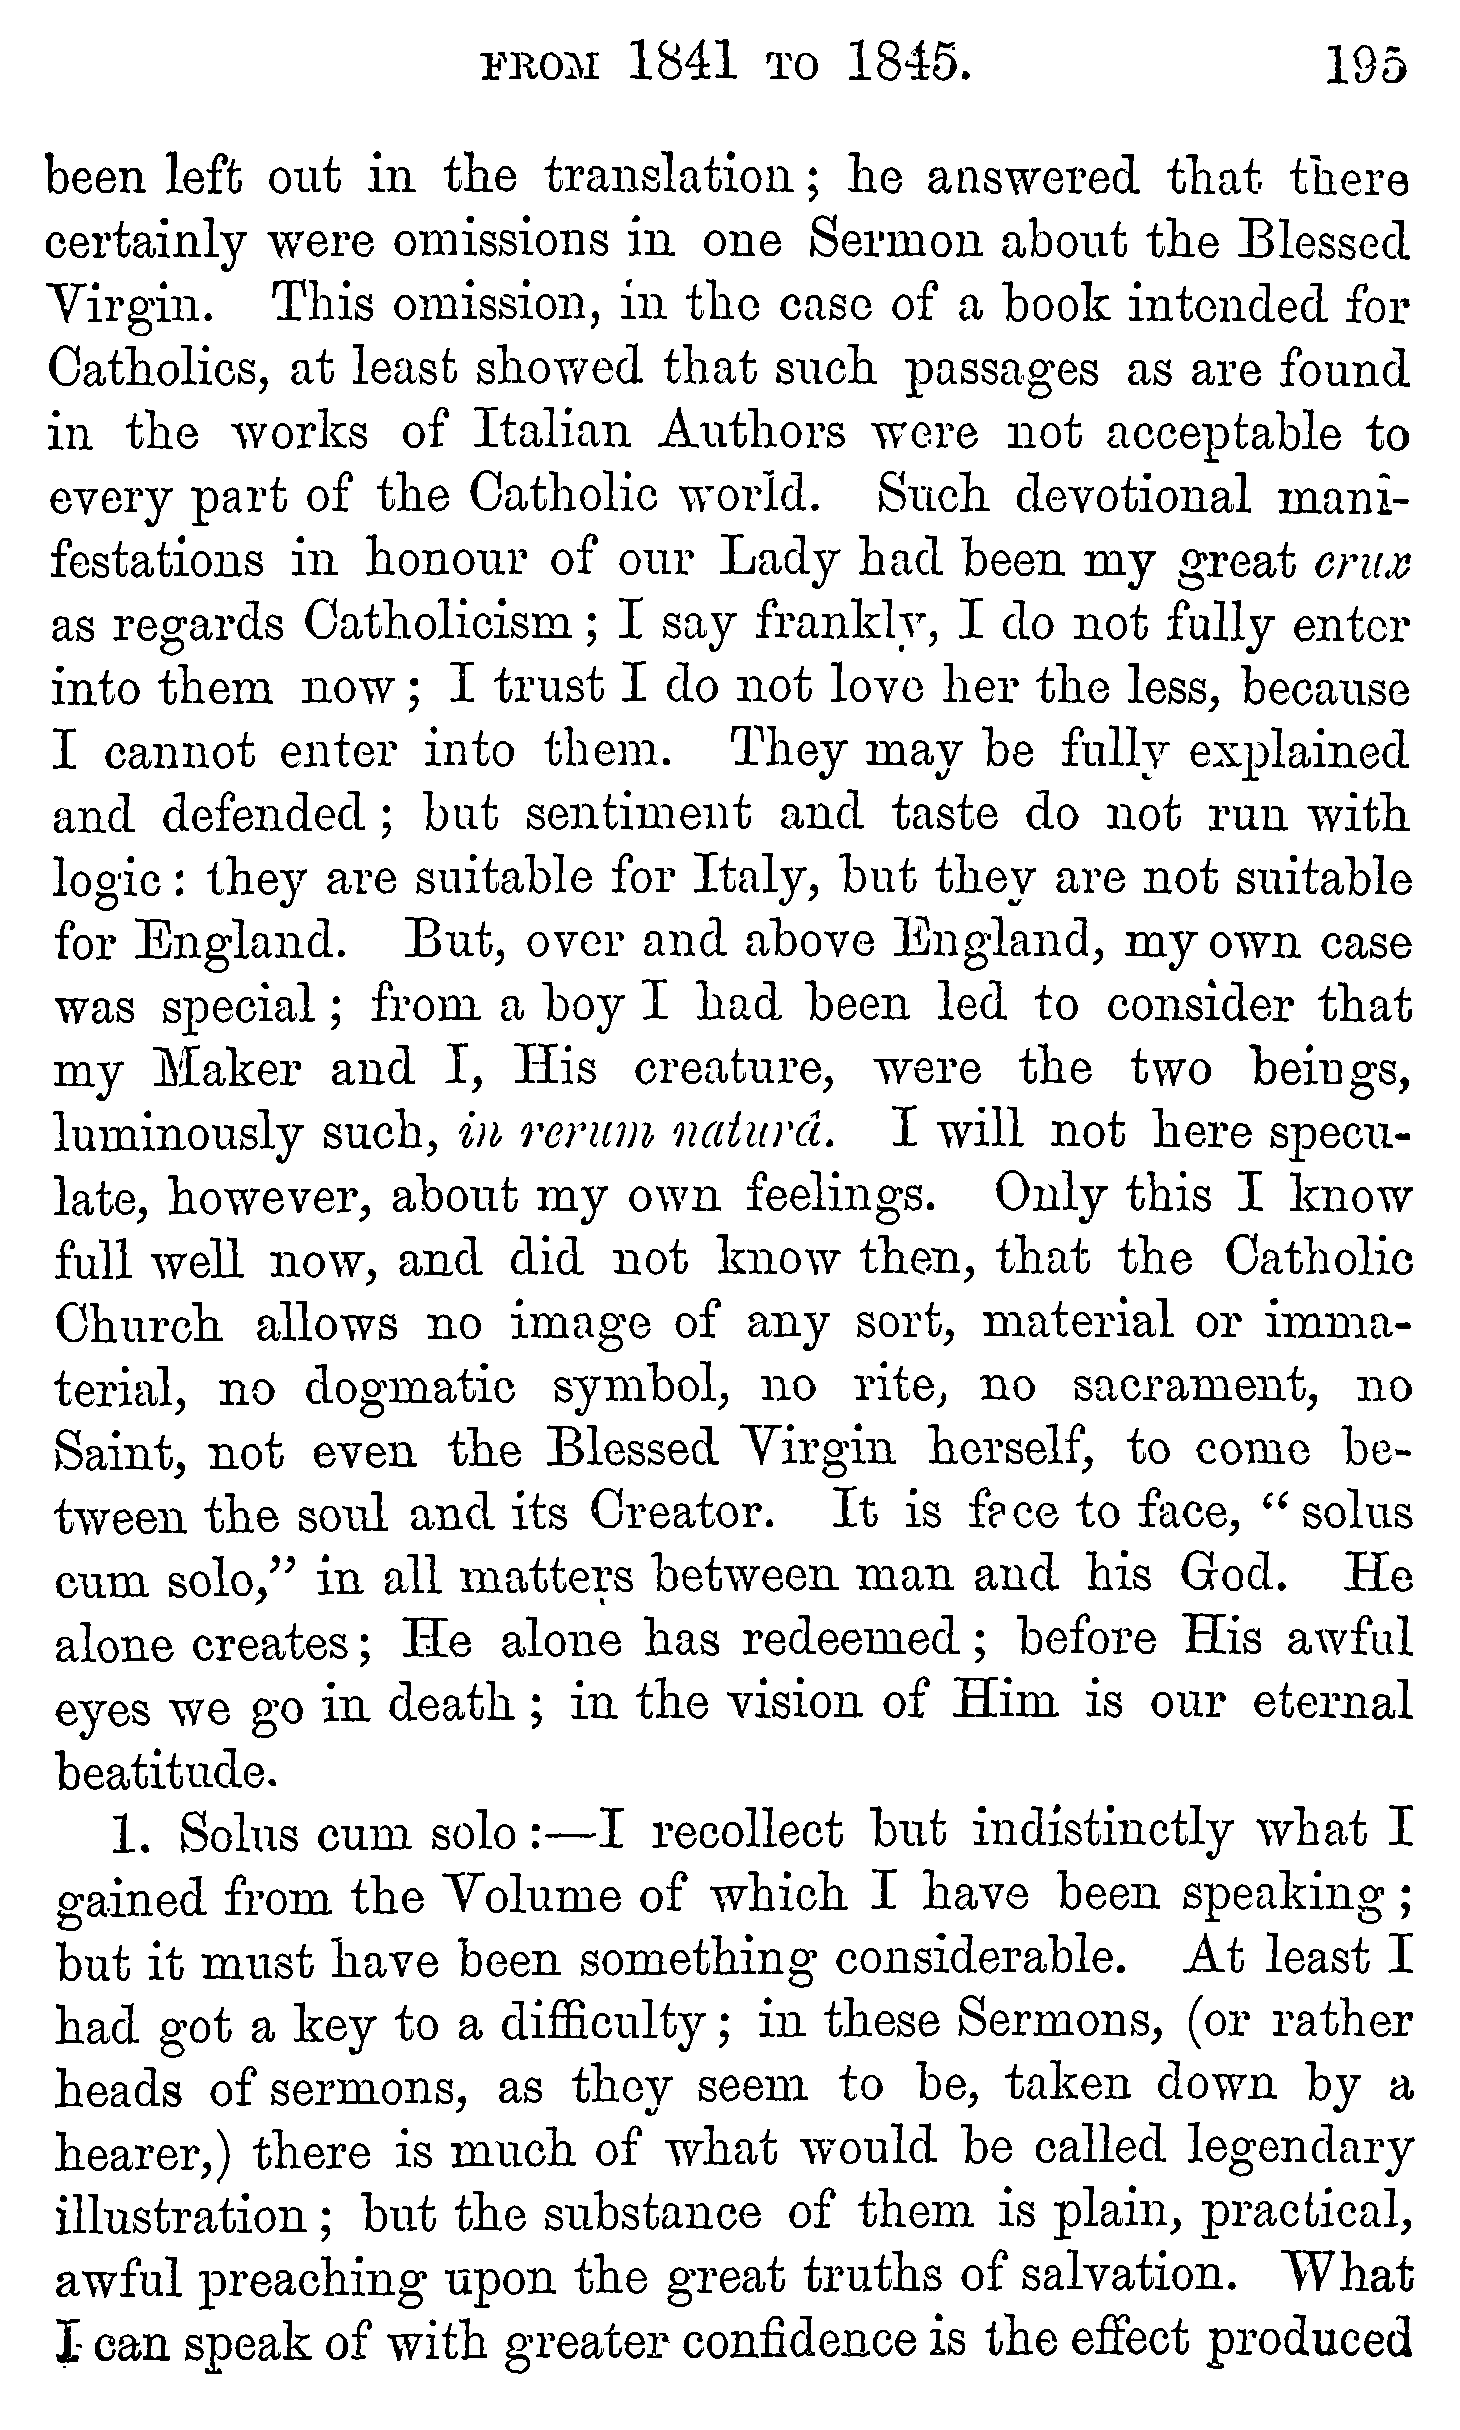 FROM 1841 TO 1845. 195
been left out in the translation; he answered that there
certainly were omissions in one Sermon about the Blessed
Virgin. This omission, in the case of a book intended for
Catholics, at least showed that such passages as are found
in the works of Italian Authors were not acceptable to
every part of the Catholic world. Such devotional mani-
festations in honour of our Lady had been my great crux
as regards Catholicism; I say frankly, I do not fully enter
into them now; I trust I do not love her the less, because
I cannot enter into them. They may be fully explained
and defended; but sentiment and taste do not run with
logic: they are suitable for Italy, but they are not suitable
for England. But, over and above England, my own case
was special; from a boy I had been led to consider that
my Maker and I, His creature, were the two beings,
luminously such, in rerum naturâ. I will not here specu-
late, however, about my own feelings. Only this I know
full well now, and did not know then, that the Catholic
Church allows no image of any sort, material or imma-
terial, no dogmatic symbol, no rite, no sacrament, no
Saint, not even the Blessed Virgin herself, to come be-
tween the soul and its Creator. It is face to face, “solus
cum solo,” in all matters between man and his God. He
alone creates; He alone has redeemed; before His awful
eyes we go in death; in the vision of Him is our eternal
beatitude.
1. Solus cum solo:—I recollect but indistinctly what I
gained from the Volume of which I have been speaking;
but it must have been something considerable. At least I
had got a key to a difficulty; in these Sermons, (or rather
heads of sermons, as they seem to be, taken down by a
hearer,) there is much of what would be called legendary
illustration; but the substance of them is plain, practical,
awful preaching upon the great truths of salvation. What
I can speak of with greater confidence is the effect produced